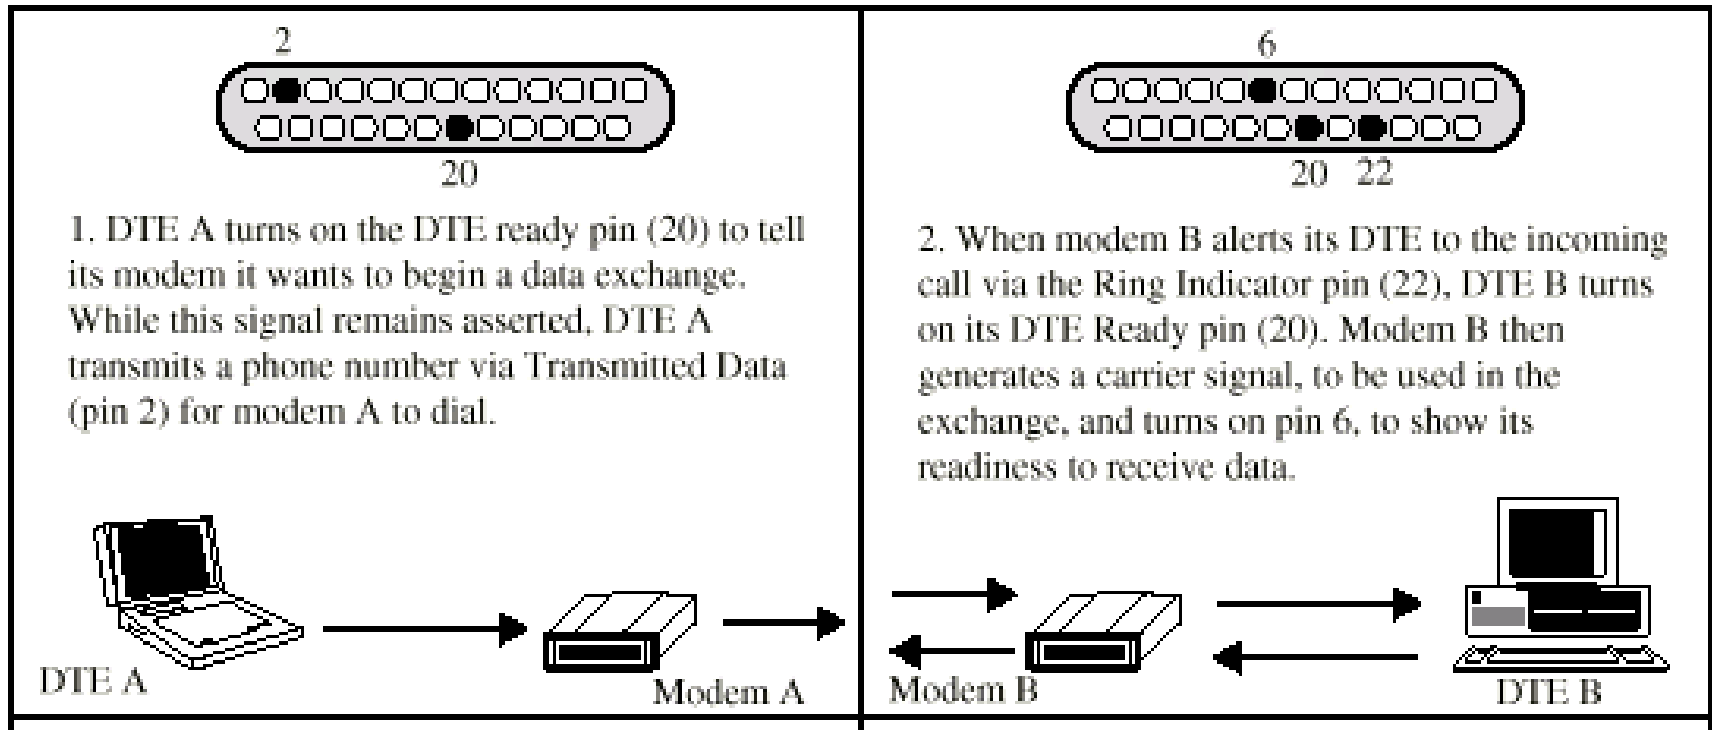 2
20
1. DTE A turns on the DTE ready pin (20) to tell
its modem it wants to begin a data exchange.
While this signal remains asserted, DTE A
transmits a phone number via Transmitted Data
(pin 2) for modem A to dial.
DTE A
Modem A
6
20 22
2. When modem B alerts its DTE to the incoming
call via the Ring Indicator pin (22), DTE B turns
on its DTE Ready pin (20). Modem B then
generates a carrier signal, to be used in the
exchange, and turns on pin 6, to show its
readiness to receive data.
Modem B
DTE B